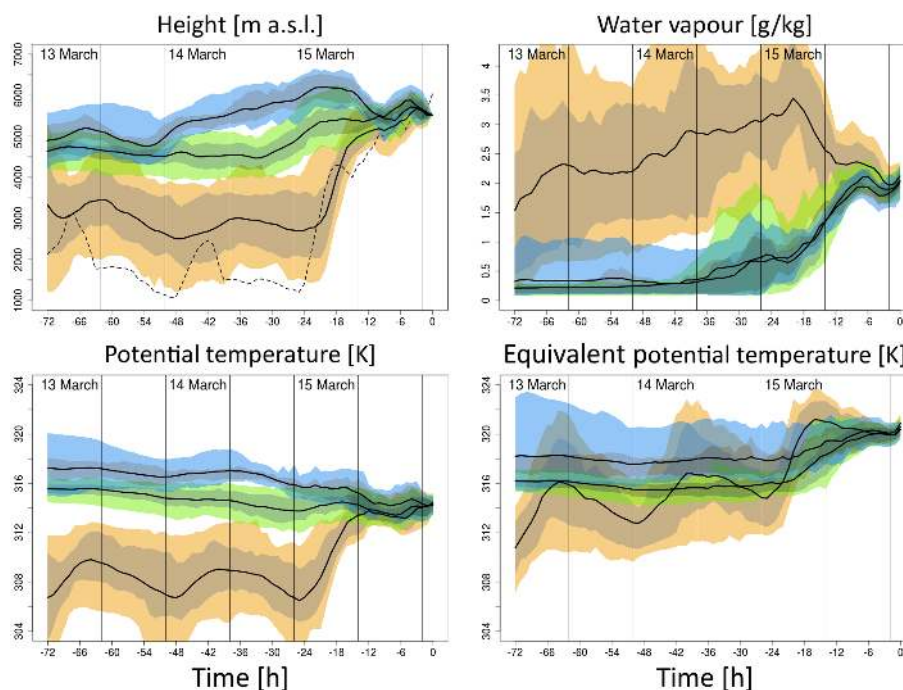 Height [m a.s.l.]
Water vapour [g/kg]
13 March 14 March 15 March
13 March 14 March 15 March
7000
6000
5000
4000
3000
2000
1000
4
3.5
3
2.5
2
1.5
1
0.5
0
-72 -66 -60 -54 -48 -42 -36 -30 -24 -18 -12 -6 0
-72 -66 -60 -54 -48 -42 -36 -30 -24 -18 -12 -6 0
Potential temperature [K]
Equivalent potential temperature [K]
13 March 14 March 15 March
13 March 14 March 15 March
324
320
316
312
308
304
324
320
316
312
308
304
-72 -66 -60 -54 -48 -42 -36 -30 -24 -18 -12 -6 0
-72 -66 -60 -54 -48 -42 -36 -30 -24 -18 -12 -6 0
Time [h]
Time [h]